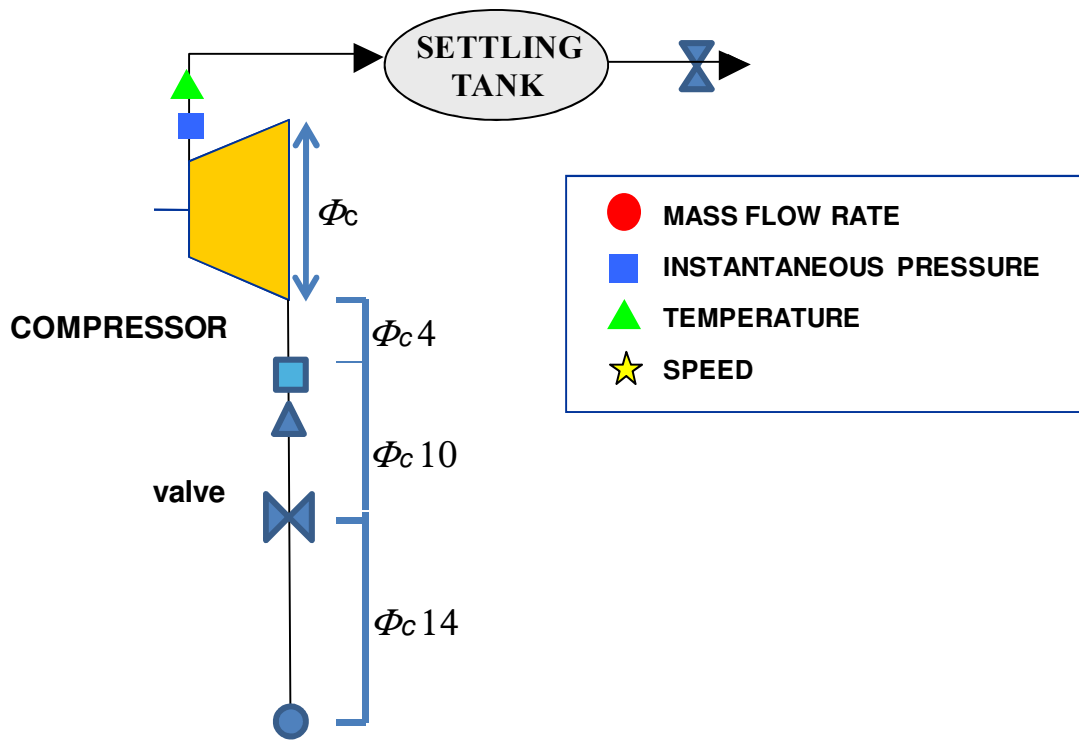 SETTLING
TANK
Φc
COMPRESSOR
Φc 4
Φc 10
valve
Φc 14
MASS FLOW RATE
INSTANTANEOUS PRESSURE
TEMPERATURE
SPEED